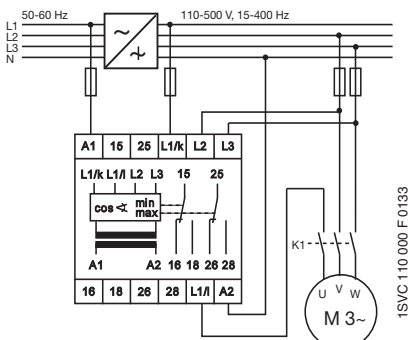 50-60 Hz
110-500 V, 15-400 Hz
L1
L2
L3
N
~
A1 15 25 L1/k L2 L3
L1/k L1/l L2 L3 15 25
cos ∢ min
max
A1 A2 16 18 26 28
16 18 26 28 L1/l A2
K1
U V W
M 3~
1SVC 110 000 F 0133